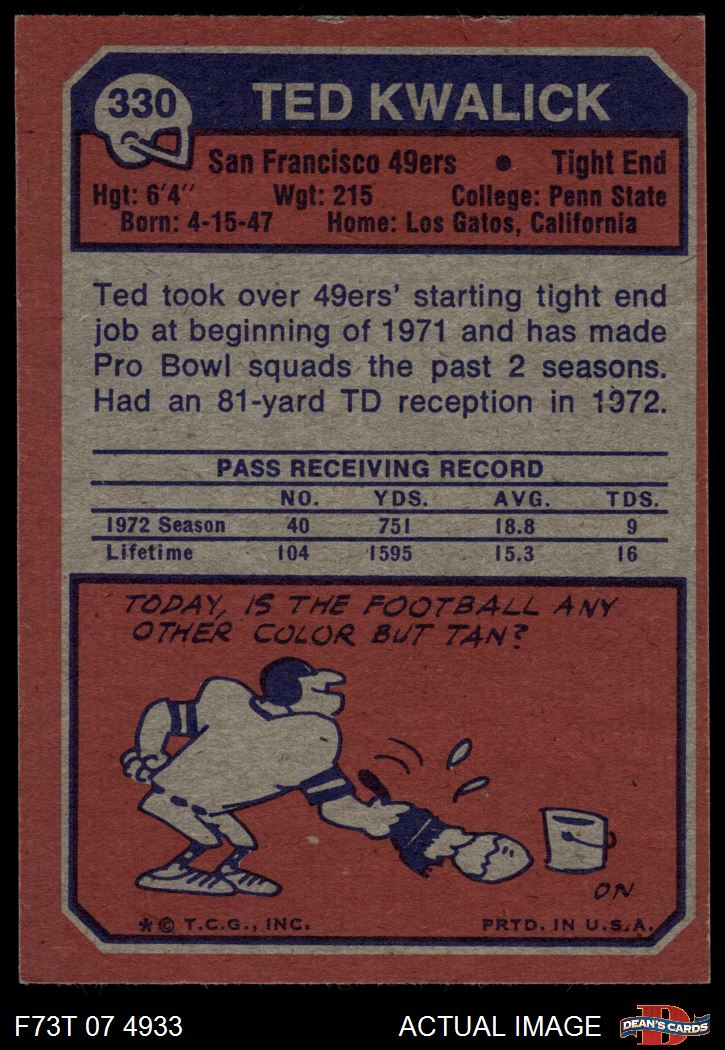 330
TED KWALICK
San Francisco 49ers • Tight End
Hgt: 6'4" Wgt: 215 College: Penn State
Born: 4-15-47 Home: Los Gatos, California
Ted took over 49ers' starting tight end
job at beginning of 1971 and has made
Pro Bowl squads the past 2 seasons.
Had an 81-yard TD reception in 1972.
PASS RECEIVING RECORD
NO. YDS. AVG. TDS.
1972 Season 40 751 18.8 9
Lifetime 104 1595 15.3 16
TODAY, IS THE FOOTBALL ANY
OTHER COLOR BUT TAN?
ON
* © T.C.G., INC. PRTD. IN U.S.A.
F73T 07 4933 ACTUAL IMAGE D DEAN'S CARDS